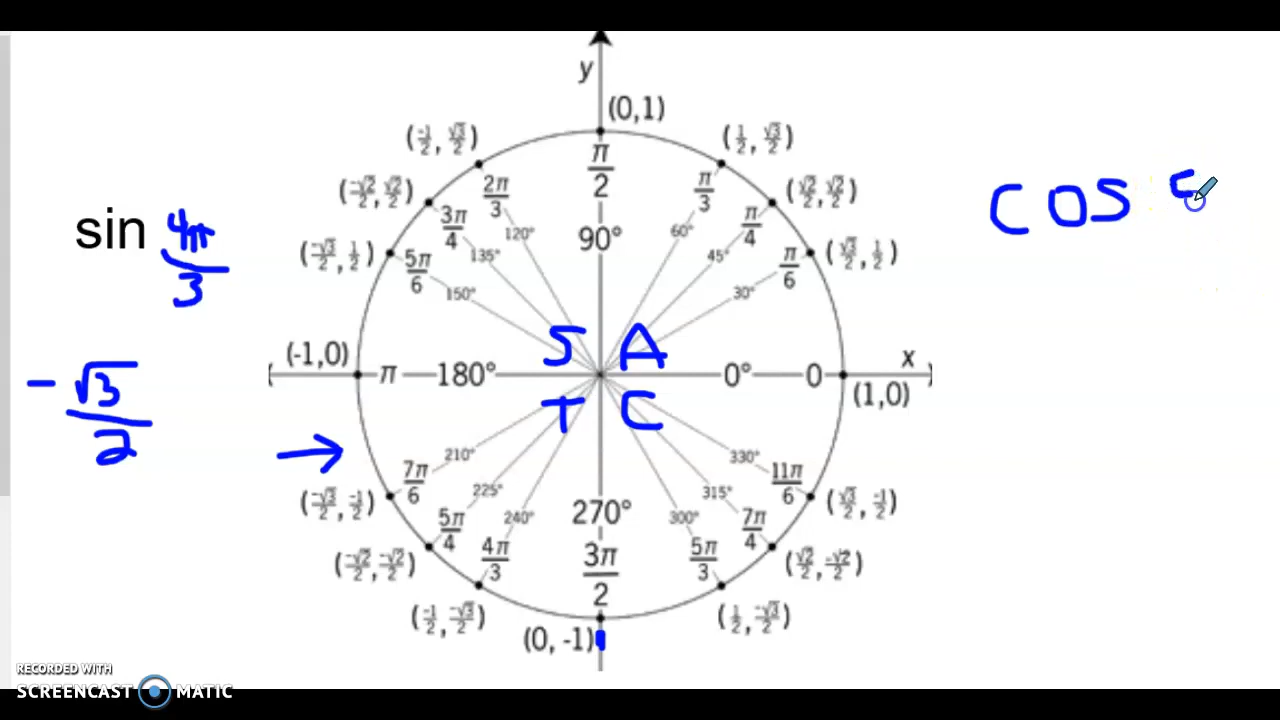 y
(0,1)
(-1/2, √3/2)
(1/2, √3/2)
π/2
(-√2/2, √2/2)
2π/3
π/3
(√2/2, √2/2)
cos
sin 4π/3
3π/4
120°
90°
60°
π/4
(-√3/2, 1/2)
5π/6
135°
45°
π/6
(√3/2, 1/2)
150°
30°
S A
(-1,0)
x
π 180°
0° 0
(1,0)
-√3/2
T C
→
210°
330°
7π/6
11π/6
(-√3/2, -1/2)
225°
315°
(√3/2, -1/2)
5π/4
240°
270°
300°
7π/4
(-√2/2, -√2/2)
4π/3
3π/2
5π/3
(√2/2, -√2/2)
(-1/2, -√3/2)
(1/2, -√3/2)
(0, -1)
RECORDED WITH
SCREENCAST MATIC